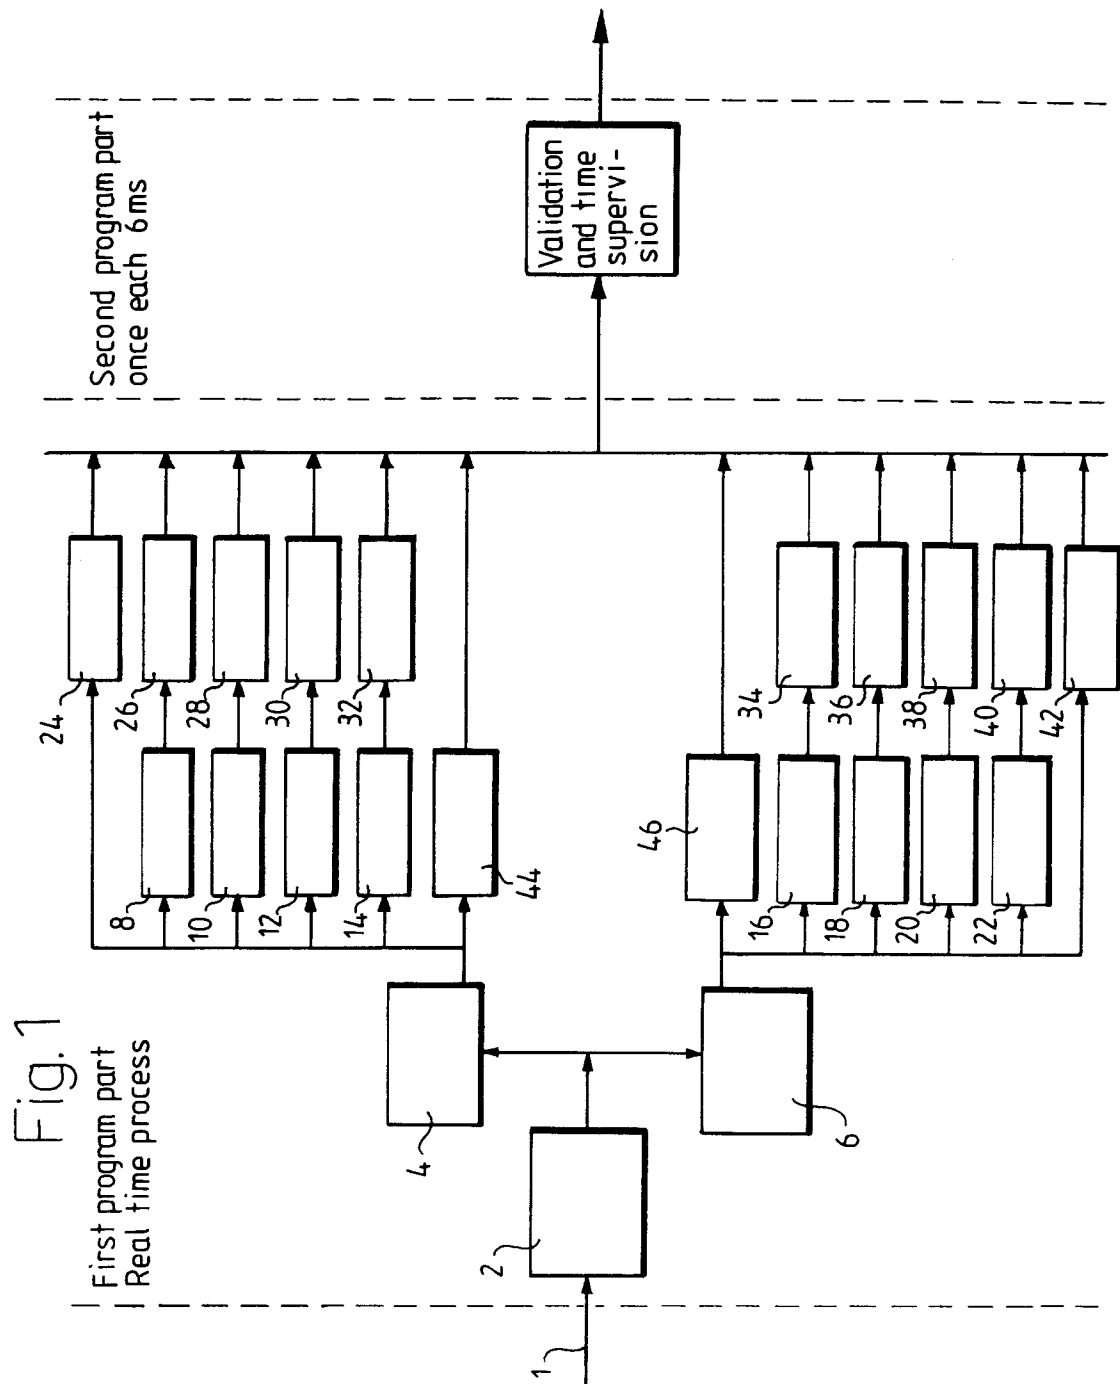 Fig. 1
First program part
Real time process
Second program part
once each 6ms
1
2
4
6
8
10
12
14
44
24
26
28
30
32
46
16
18
20
22
34
36
38
40
42
Validation
and time
supervi-
sion